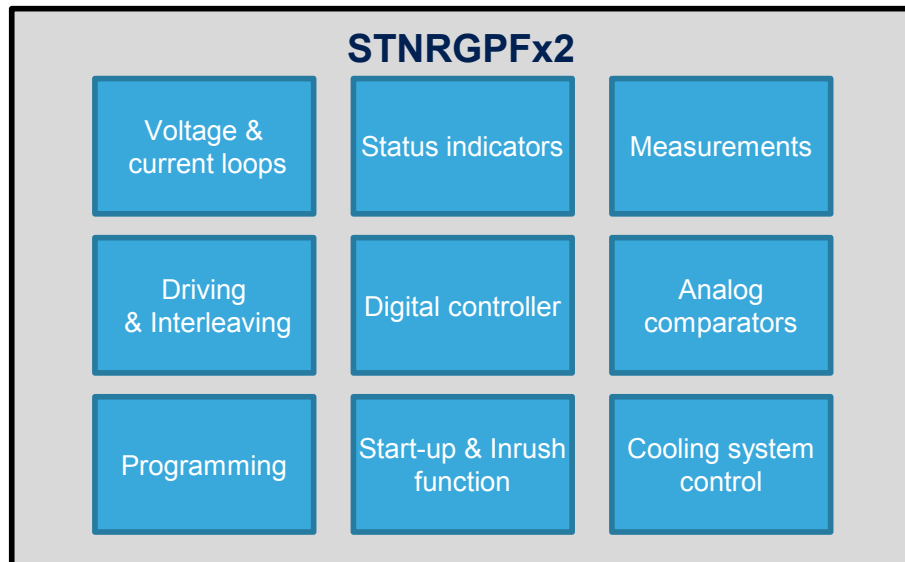 STNRGPFx2
Voltage &
current loops
Status indicators
Measurements
Driving
& Interleaving
Digital controller
Analog
comparators
Programming
Start-up & Inrush
function
Cooling system
control